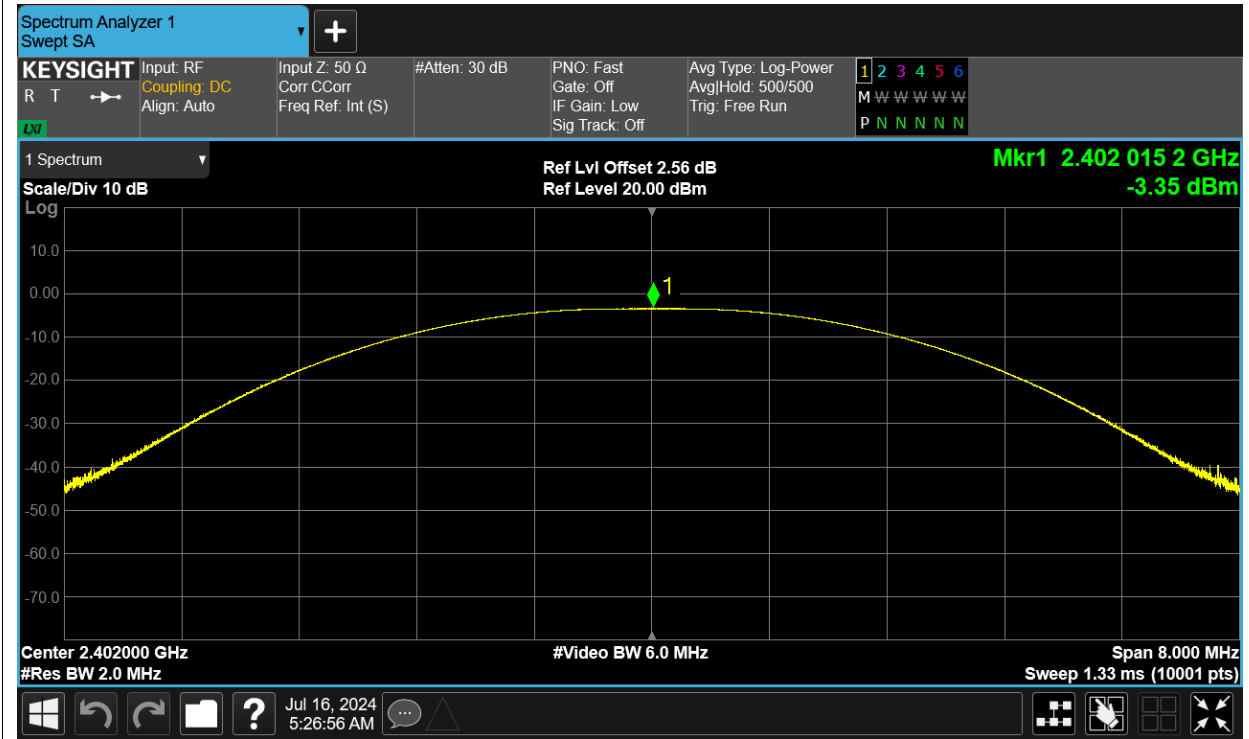 Spectrum Analyzer 1
Swept SA
KEYSIGHT
R T
LXI
Input: RF
Coupling: DC
Align: Auto
Input Z: 50 Ω
Corr CCorr
Freq Ref: Int (S)
#Atten: 30 dB
PNO: Fast
Gate: Off
IF Gain: Low
Sig Track: Off
Avg Type: Log-Power
Avg|Hold: 500/500
Trig: Free Run
1 2 3 4 5 6
M W W W W W
P N N N N N
1 Spectrum
Scale/Div 10 dB
Log
Ref Lvl Offset 2.56 dB
Ref Level 20.00 dBm
Mkr1 2.402 015 2 GHz
-3.35 dBm
1
10.0
0.00
-10.0
-20.0
-30.0
-40.0
-50.0
-60.0
-70.0
Center 2.402000 GHz
#Video BW 6.0 MHz
Span 8.000 MHz
#Res BW 2.0 MHz
Sweep 1.33 ms (10001 pts)
?
Jul 16, 2024
5:26:56 AM